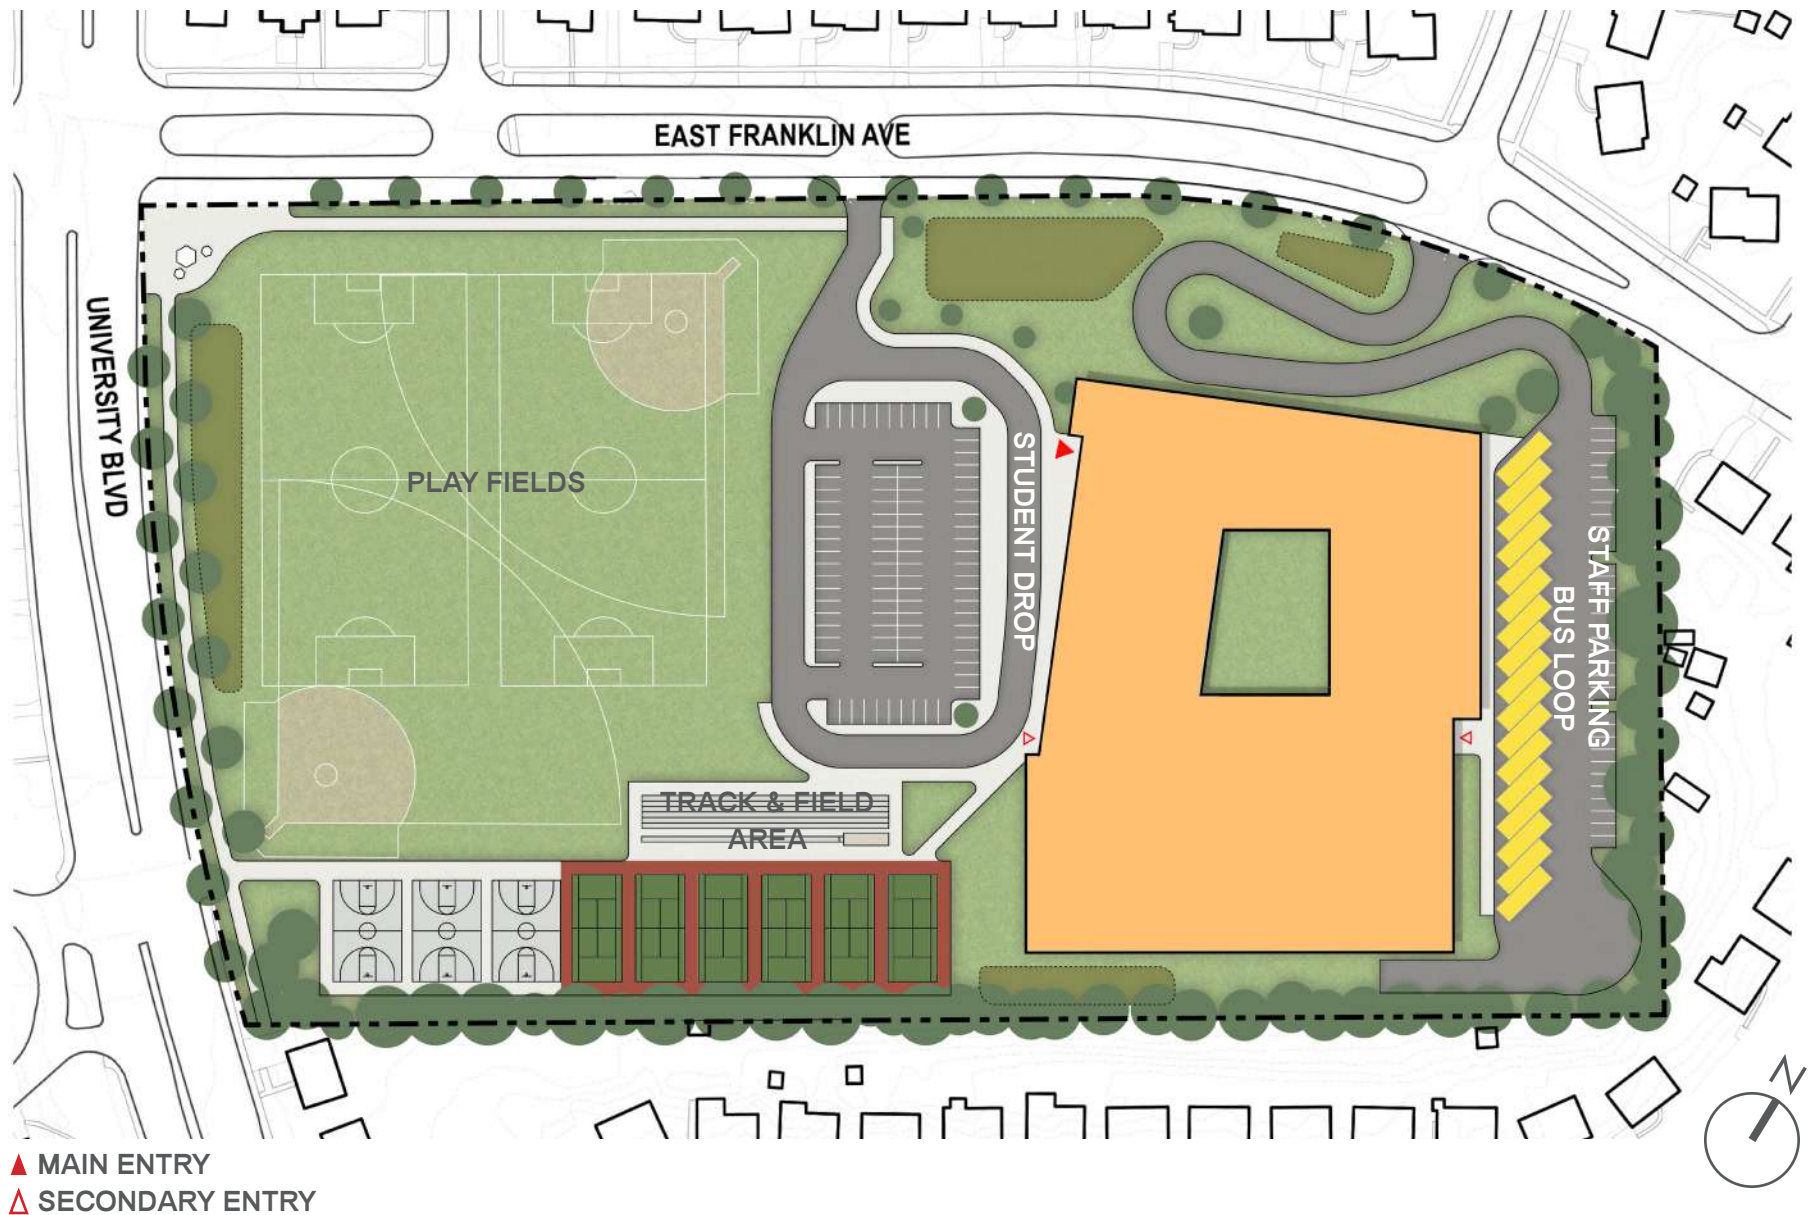 EAST FRANKLIN AVE
UNIVERSITY BLVD
PLAY FIELDS
STUDENT DROP
STAFF PARKING
BUS LOOP
TRACK & FIELD
AREA
N
MAIN ENTRY
SECONDARY ENTRY